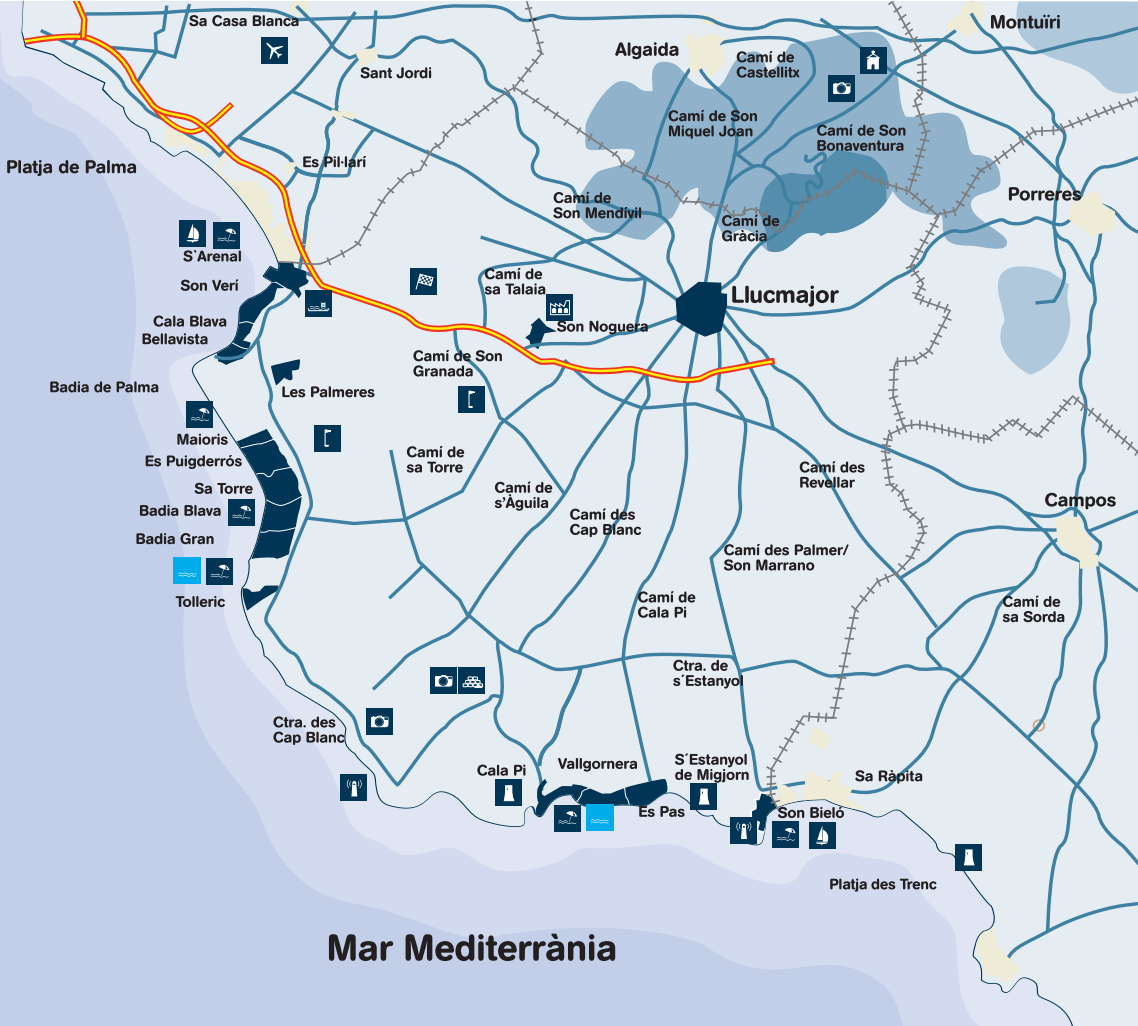 Sa Casa Blanca
Montuïri
Algaida
Camí de
Castellitx
Sant Jordi
Camí de Son
Miquel Joan
Camí de Son
Bonaventura
Platja de Palma
Es Pil·larí
Camí de
Son Mendívil
Porreres
Camí de
Gràcia
S`Arenal
Son Verí
Camí de
sa Talaia
Llucmajor
Cala Blava
Bellavista
Son Noguera
Camí de Son
Granada
Badia de Palma
Les Palmeres
Maioris
Es Puigderrós
Camí de
sa Torre
Camí des
Revellar
Sa Torre
Camí de
s'Àguila
Campos
Badia Blava
Camí des
Cap Blanc
Badia Gran
Camí des Palmer/
Son Marrano
Tolleric
Camí de
Cala Pi
Camí de
sa Sorda
Ctra. de
s´Estanyol
Ctra. des
Cap Blanc
Cala Pi
Vallgornera
S´Estanyol
de Migjorn
Sa Ràpita
Es Pas
Son Bieló
Platja des Trenc
Mar Mediterrània